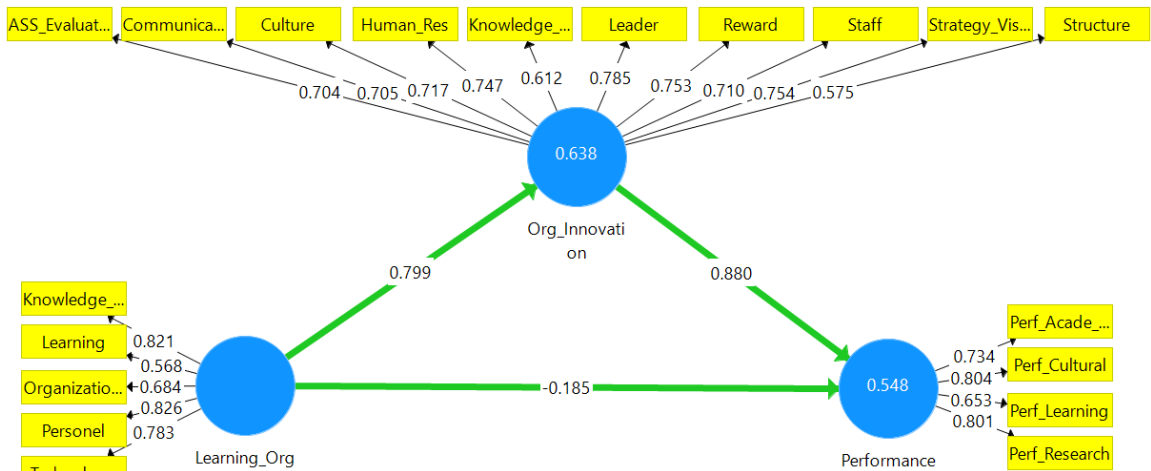 ASS_Evaluat...
Communica...
Culture
Human_Res
Knowledge_...
Leader
Reward
Staff
Strategy_Vis...
Structure
0.704
0.705
0.717
0.747
0.612
0.785
0.753
0.710
0.754
0.575
0.638
Org_Innovati
on
0.799
0.880
Knowledge_...
Learning
Organizatio...
Personel
0.821
0.568
0.684
0.826
0.783
Learning_Org
-0.185
0.548
Performance
0.734
0.804
0.653
0.801
Perf_Acade_...
Perf_Cultural
Perf_Learning
Perf_Research